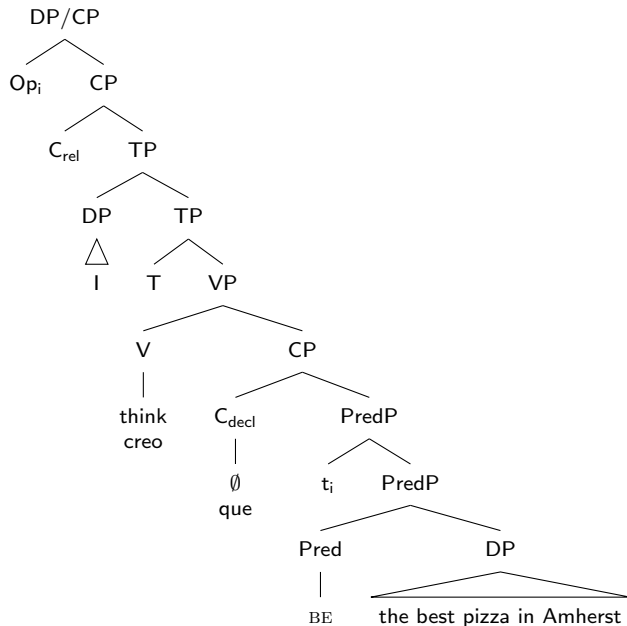 DP/CP
Opᵢ CP
C_rel TP
DP TP
I T VP
V CP
think C_decl PredP
creo
∅ tᵢ PredP
que
Pred DP
BE the best pizza in Amherst